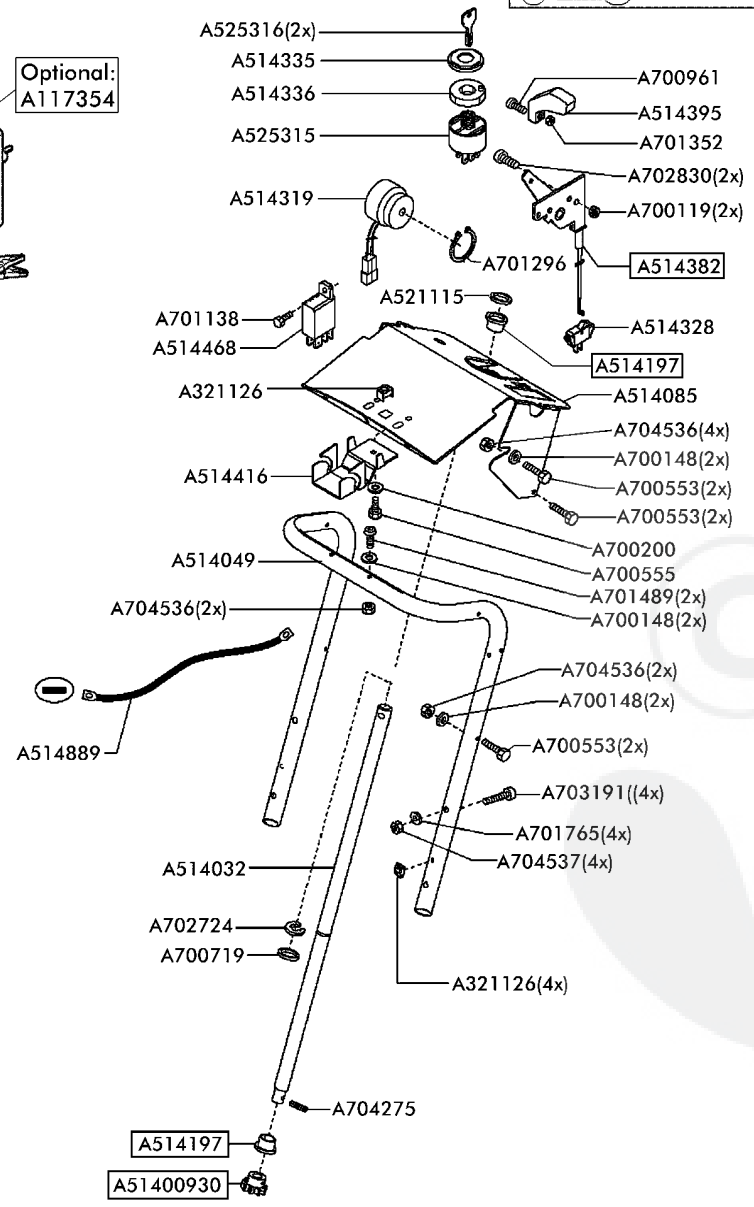 A525316(2x)
A514335
A514336
A525315
Optional:
A117354
A700961
A514395
A701352
A702830(2x)
A700119(2x)
A514319
A701296
A514382
A521115
A701138
A514468
A514328
A514197
A321126
A514085
A704536(4x)
A700148(2x)
A514416
A700553(2x)
A700553(2x)
A700200
A514049
A700555
A701489(2x)
A704536(2x)
A700148(2x)
A704536(2x)
A700148(2x)
A514889
A700553(2x)
A703191((4x)
A701765(4x)
A704537(4x)
A514032
A702724
A700719
A321126(4x)
A704275
A514197
A51400930